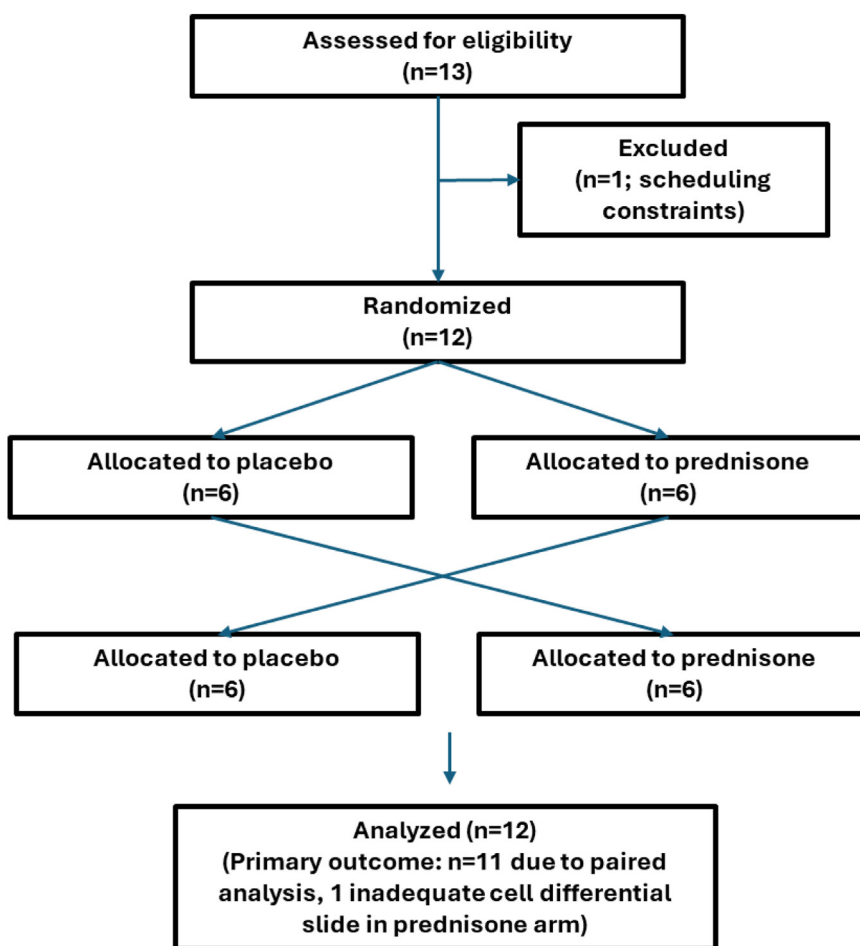 Assessed for eligibility
(n=13)
Excluded
(n=1; scheduling
constraints)
Randomized
(n=12)
Allocated to placebo
(n=6)
Allocated to prednisone
(n=6)
Allocated to placebo
(n=6)
Allocated to prednisone
(n=6)
Analyzed (n=12)
(Primary outcome: n=11 due to paired
analysis, 1 inadequate cell differential
slide in prednisone arm)